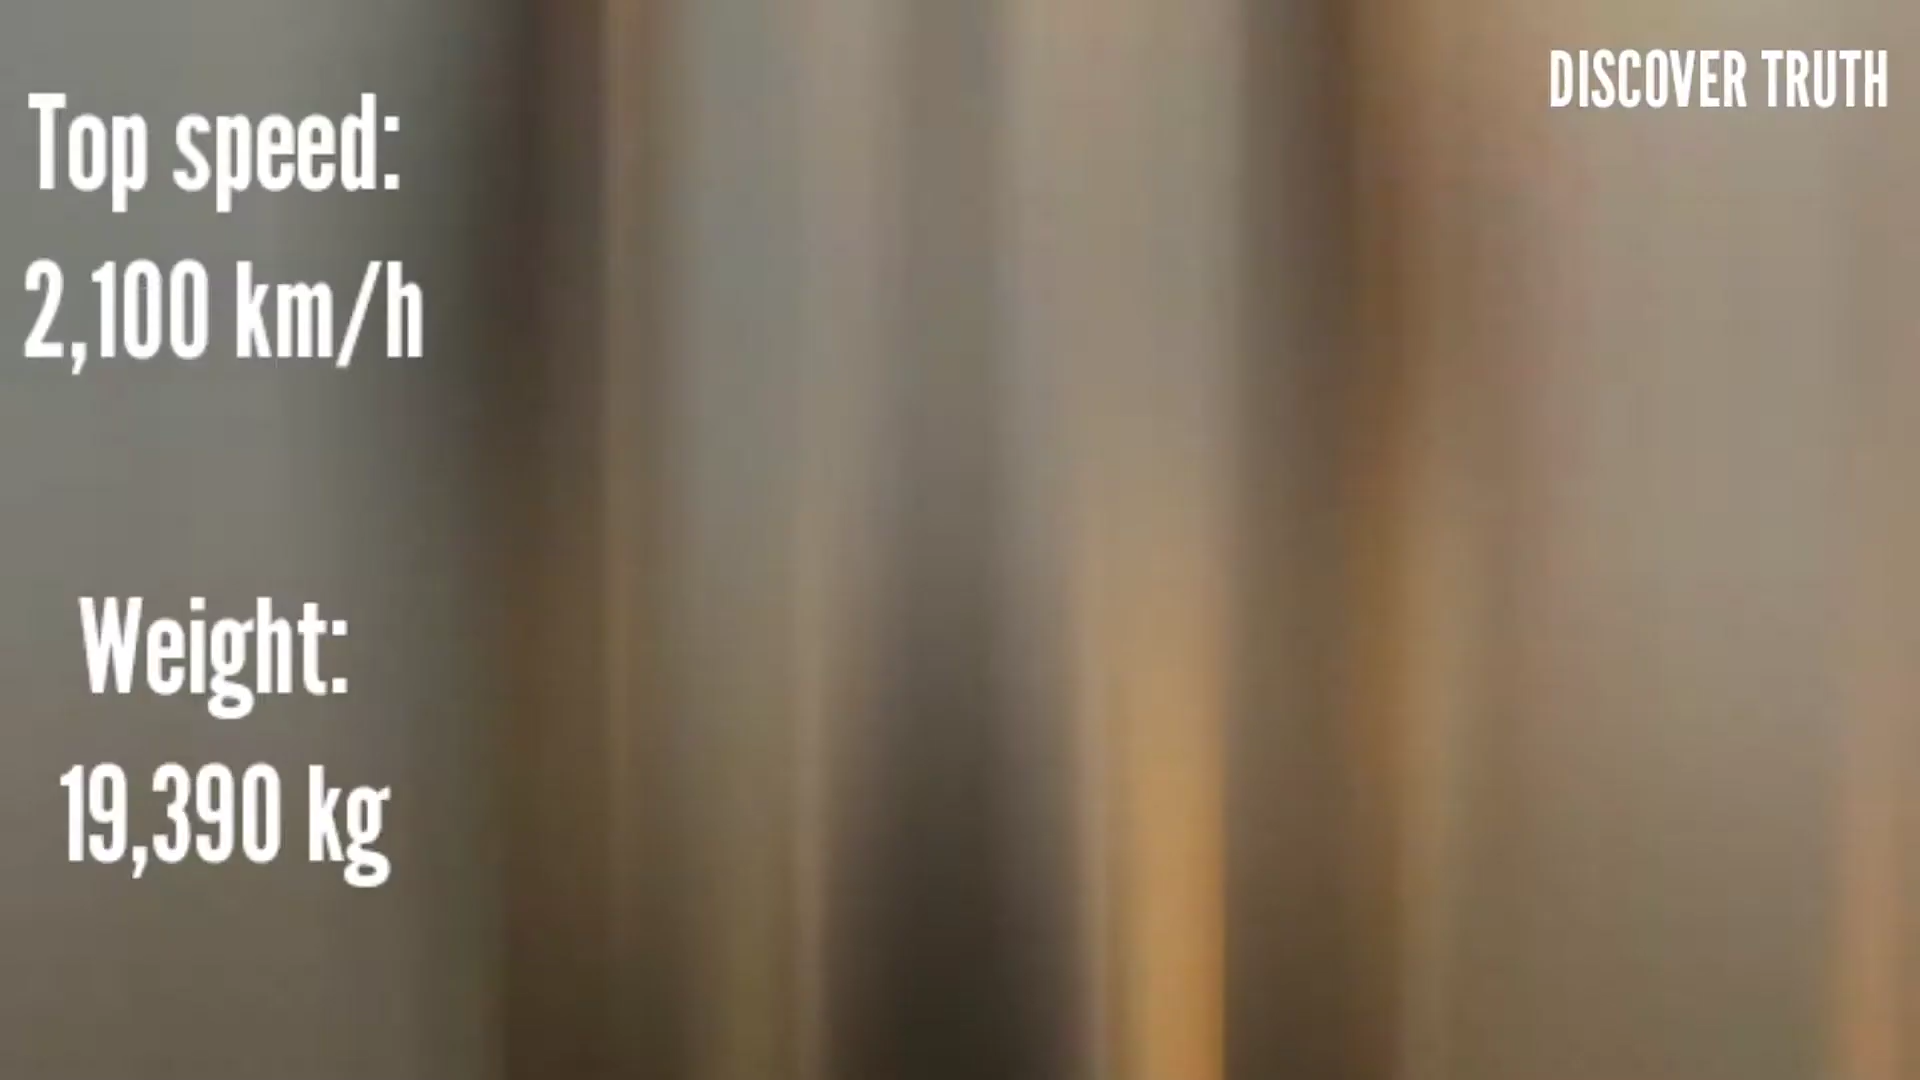 DISCOVER TRUTH
Top speed:
2,100 km/h
Weight:
19,390 kg